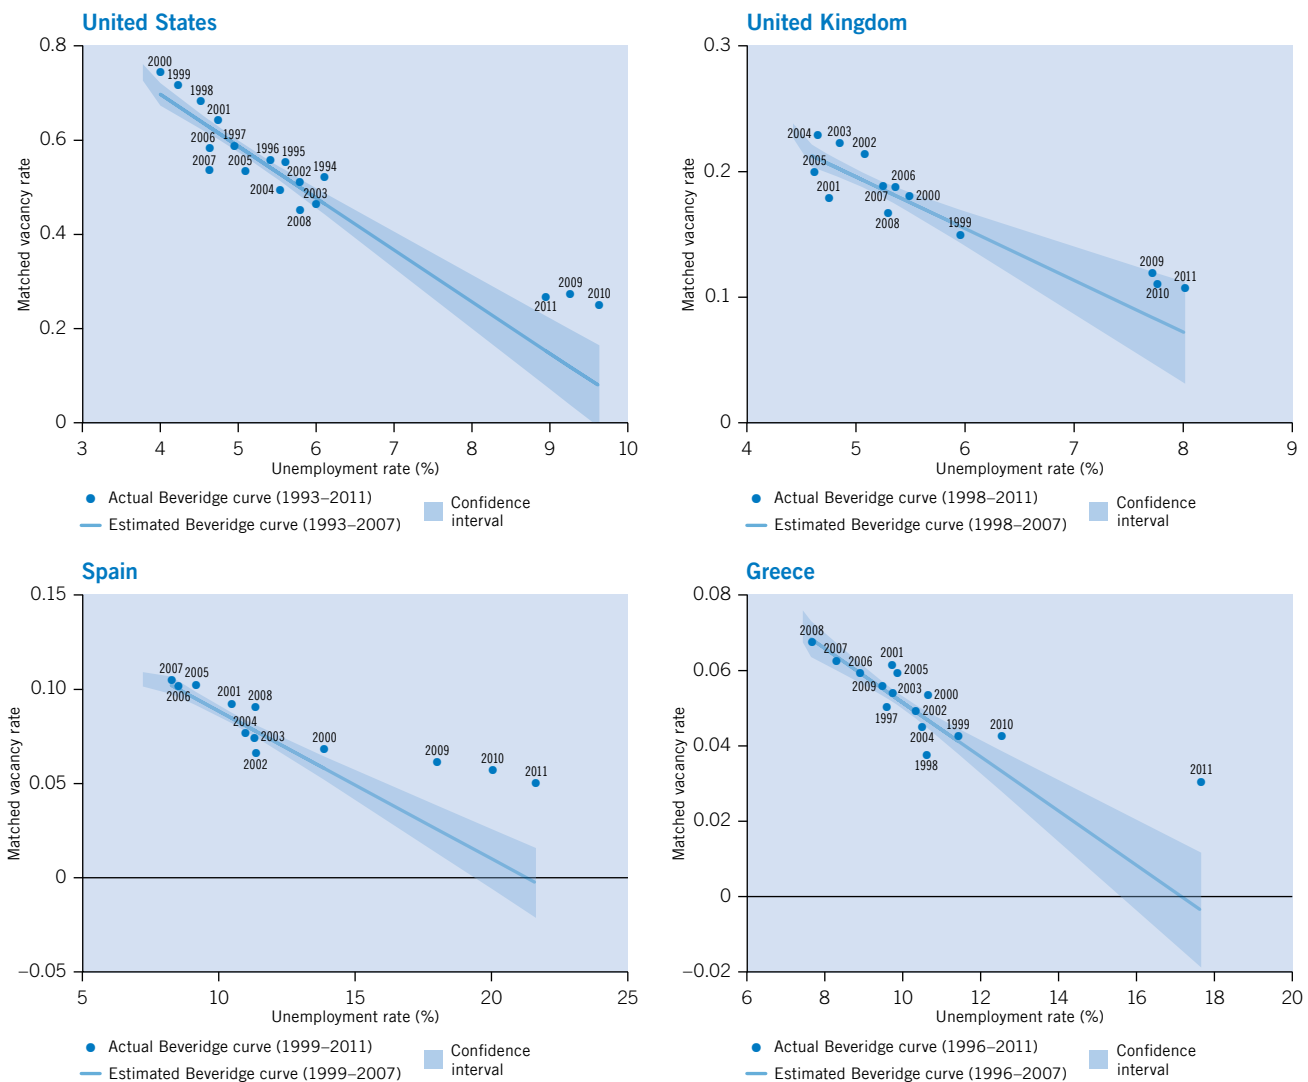 United States
0.8
0.6
0.4
0.2
0
Matched vacancy rate
2000
1999
1998
2001
2006
1997
2007
2005
1996
1995
2002
1994
2004
2003
2008
2009
2011
2010
3 4 5 6 7 8 9 10
Unemployment rate (%)
Actual Beveridge curve (1993–2011)
Estimated Beveridge curve (1993–2007)
Confidence
interval
United Kingdom
0.3
0.2
0.1
0
Matched vacancy rate
2004
2003
2002
2005
2001
2006
2007
2000
2008
1999
2009
2010
2011
4 5 6 7 8 9
Unemployment rate (%)
Actual Beveridge curve (1998–2011)
Estimated Beveridge curve (1998–2007)
Confidence
interval
Spain
0.15
0.10
0.05
0
−0.05
Matched vacancy rate
2007
2005
2006
2001
2008
2004
2003
2002
2000
2009
2010
2011
5 10 15 20 25
Unemployment rate (%)
Actual Beveridge curve (1999–2011)
Estimated Beveridge curve (1999–2007)
Confidence
interval
Greece
0.08
0.06
0.04
0.02
0
−0.02
Matched vacancy rate
2008
2007
2006
2001
2005
2009
2003
2000
1997
2002
2004
1999
2010
1998
2011
6 8 10 12 14 16 18 20
Unemployment rate (%)
Actual Beveridge curve (1996–2011)
Estimated Beveridge curve (1996–2007)
Confidence
interval